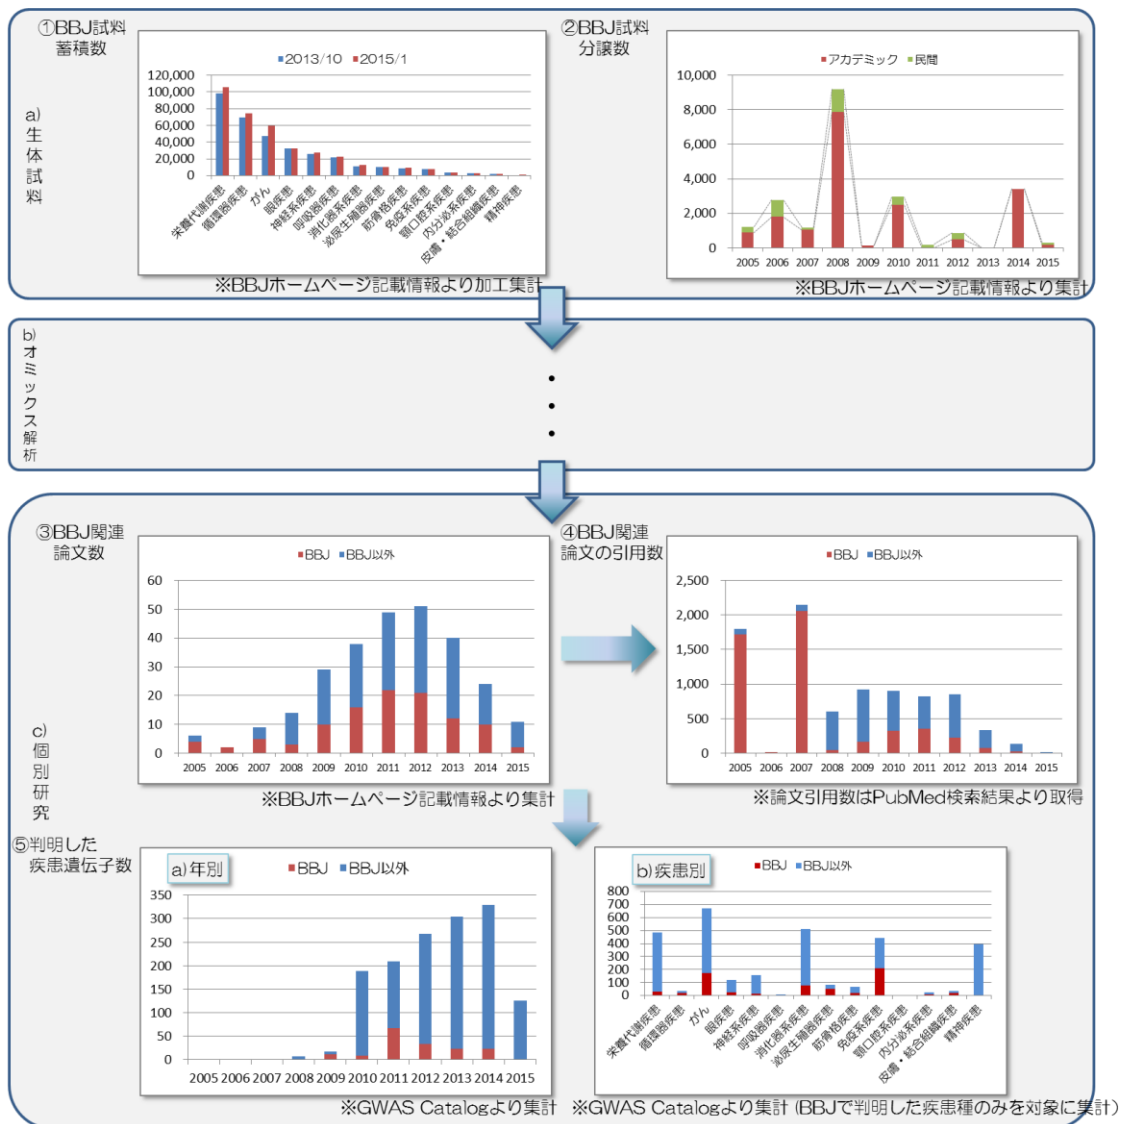 ①BBJ試料
蓄積数
②BBJ試料
分譲数
a)
生体試料
2013/10 2015/1
120,000
100,000
80,000
60,000
40,000
20,000
0
栄養代謝疾患
循環器疾患
がん
眼疾患
神経系疾患
呼吸器疾患
消化器系疾患
泌尿生殖器疾患
筋骨格疾患
免疫系疾患
顎口腔系疾患
内分泌系疾患
皮膚・結合組織疾患
精神疾患
※BBJホームページ記載情報より加工集計
アカデミック 民間
10,000
8,000
6,000
4,000
2,000
0
2005 2006 2007 2008 2009 2010 2011 2012 2013 2014 2015
※BBJホームページ記載情報より集計
b)
オミックス解析
c)
個別研究
③BBJ関連
論文数
BBJ BBJ以外
60
50
40
30
20
10
0
2005 2006 2007 2008 2009 2010 2011 2012 2013 2014 2015
※BBJホームページ記載情報より集計
④BBJ関連
論文の引用数
BBJ BBJ以外
2,500
2,000
1,500
1,000
500
0
2005 2006 2007 2008 2009 2010 2011 2012 2013 2014 2015
※論文引用数はPubMed検索結果より取得
⑤判明した
疾患遺伝子数
a)年別
BBJ BBJ以外
350
300
250
200
150
100
50
0
2005 2006 2007 2008 2009 2010 2011 2012 2013 2014 2015
※GWAS Catalogより集計
b)疾患別
BBJ BBJ以外
800
700
600
500
400
300
200
100
0
栄養代謝疾患
循環器疾患
がん
眼疾患
神経系疾患
呼吸器疾患
消化器系疾患
泌尿生殖器疾患
筋骨格疾患
免疫系疾患
顎口腔系疾患
内分泌系疾患
皮膚・結合組織疾患
精神疾患
※GWAS Catalogより集計 (BBJで判明した疾患種のみを対象に集計)